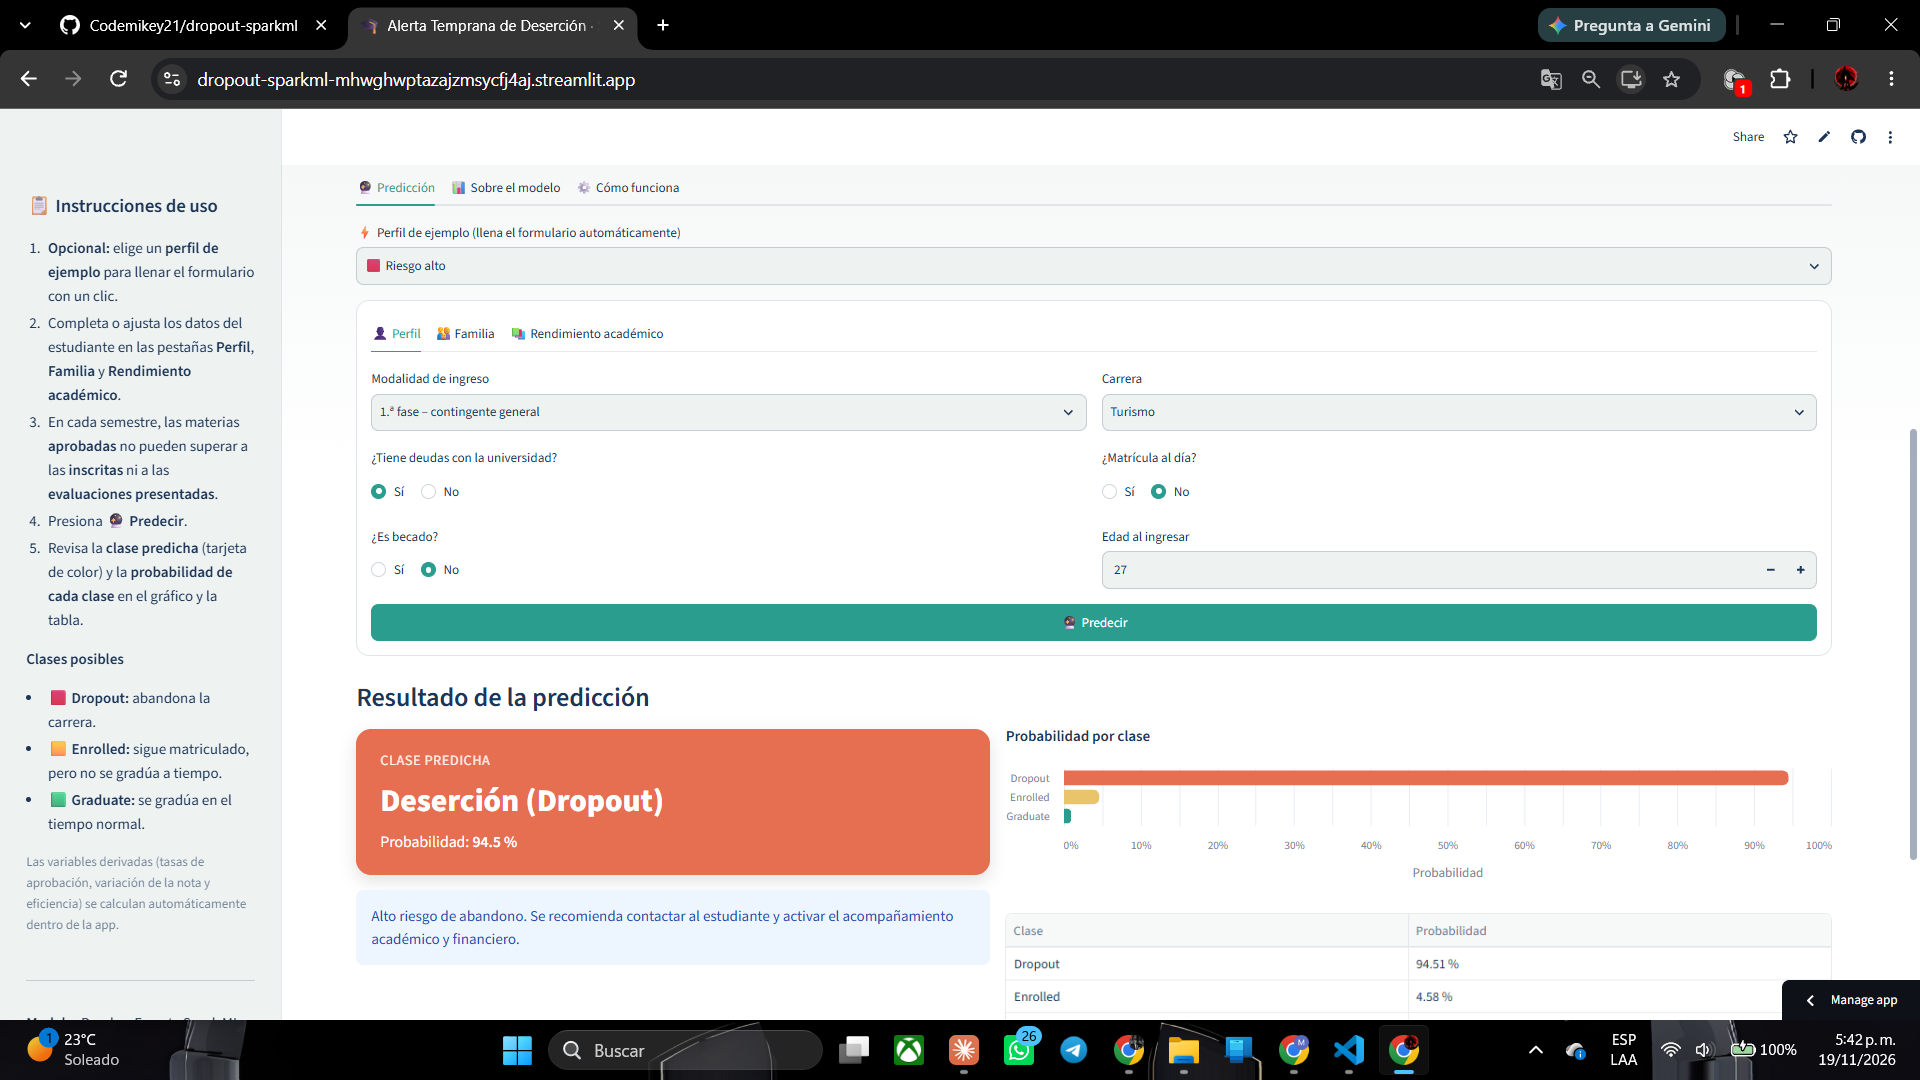 Codemikey21/dropout-sparkml
Alerta Temprana de Deserción
Pregunta a Gemini
dropout-sparkml-mhwghwptazajzmsycfj4aj.streamlit.app
1
Share
Instrucciones de uso
1. Opcional: elige un perfil de
ejemplo para llenar el formulario
con un clic.
2. Completa o ajusta los datos del
estudiante en las pestañas Perfil,
Familia y Rendimiento
académico.
3. En cada semestre, las materias
aprobadas no pueden superar a
las inscritas ni a las
evaluaciones presentadas.
4. Presiona Predecir.
5. Revisa la clase predicha (tarjeta
de color) y la probabilidad de
cada clase en el gráfico y la
tabla.
Clases posibles
Dropout: abandona la
carrera.
Enrolled: sigue matriculado,
pero no se gradúa a tiempo.
Graduate: se gradúa en el
tiempo normal.
Las variables derivadas (tasas de
aprobación, variación de la nota y
eficiencia) se calculan automáticamente
dentro de la app.
Predicción
Sobre el modelo
Cómo funciona
Perfil de ejemplo (llena el formulario automáticamente)
Riesgo alto
Perfil
Familia
Rendimiento académico
Modalidad de ingreso
Carrera
1.ª fase – contingente general
Turismo
¿Tiene deudas con la universidad?
¿Matrícula al día?
Sí
No
Sí
No
¿Es becado?
Edad al ingresar
Sí
No
27
Predecir
Resultado de la predicción
CLASE PREDICHA
Deserción (Dropout)
Probabilidad: 94.5 %
Alto riesgo de abandono. Se recomienda contactar al estudiante y activar el acompañamiento
académico y financiero.
Probabilidad por clase
Dropout
Enrolled
Graduate
0% 10% 20% 30% 40% 50% 60% 70% 80% 90% 100%
Probabilidad
Clase Probabilidad
Dropout 94.51 %
Enrolled 4.58 %
Manage app
1
23°C
Soleado
Buscar
26
M
ESP
LAA
100%
5:42 p. m.
19/11/2026